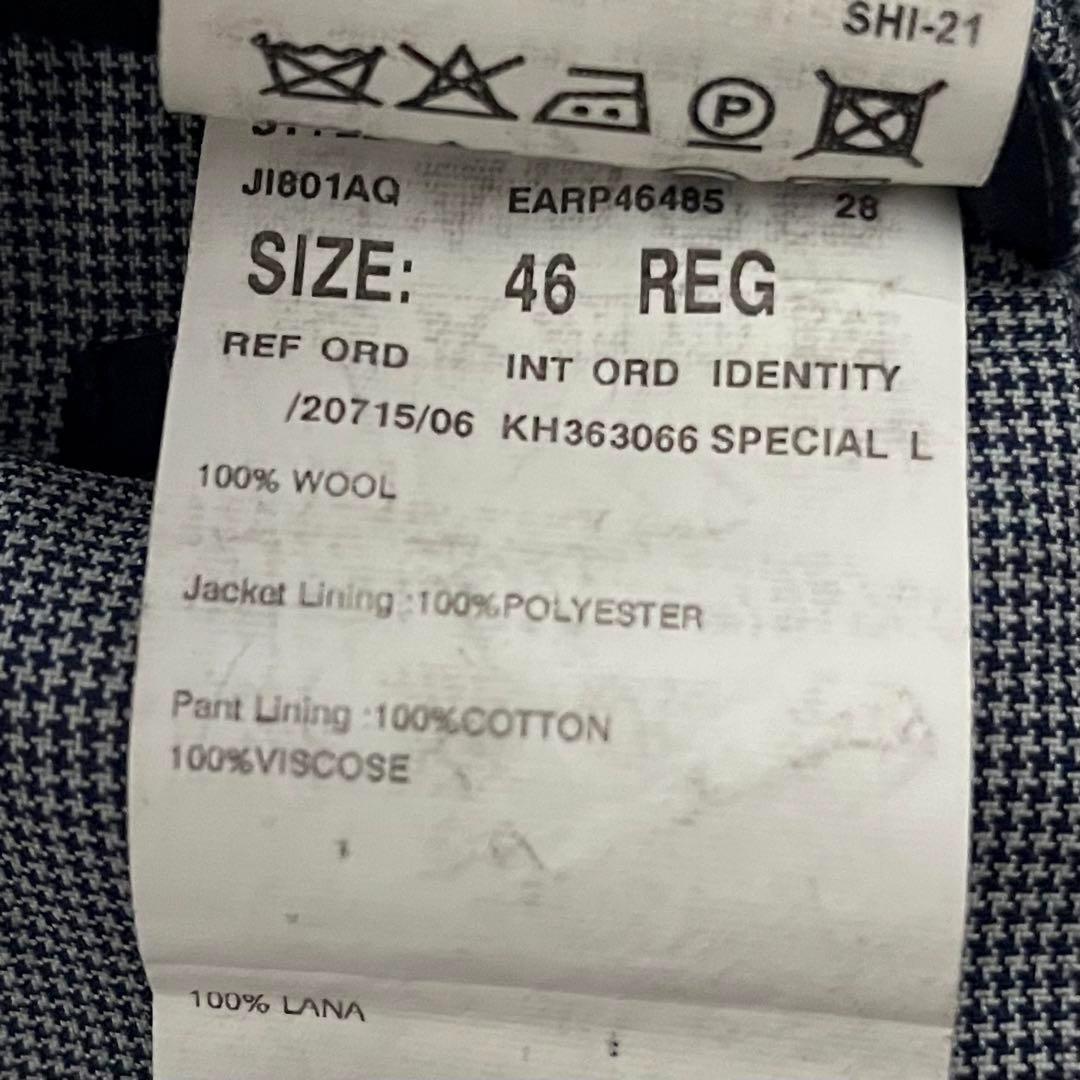 SHI-21
P
JI801AQ EARP46485 28
SIZE: 46 REG
REF ORD INT ORD IDENTITY
/20715/06 KH363066 SPECIAL L
100% WOOL
Jacket Lining :100%POLYESTER
Pant Lining :100%COTTON
100%VISCOSE
100% LANA